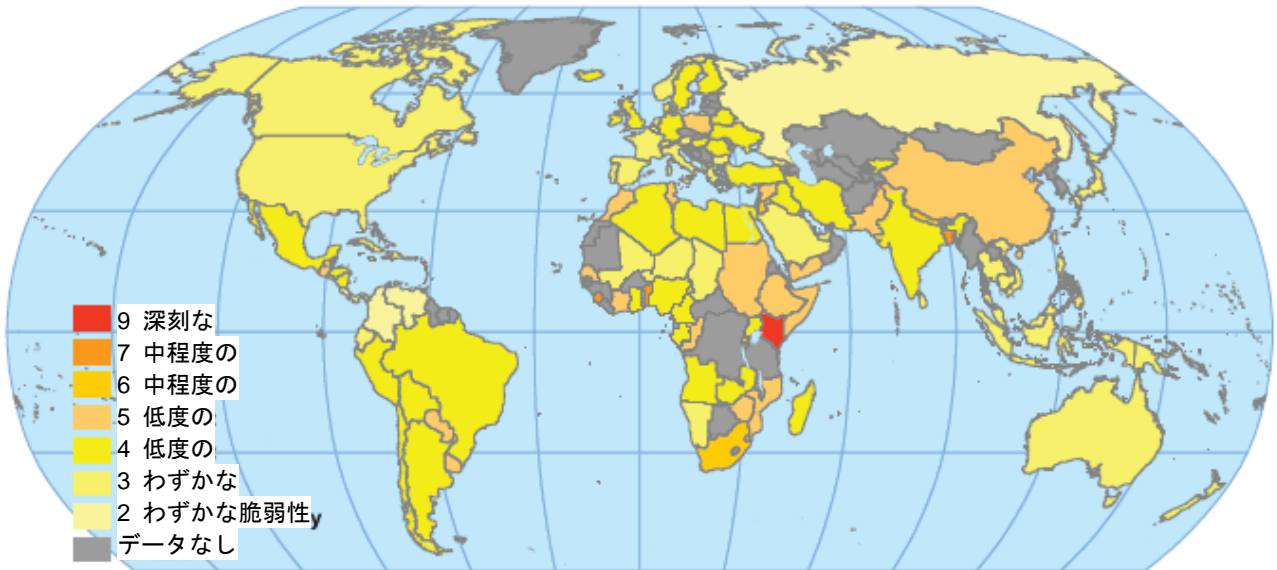 9 深刻な
7 中程度の
6 中程度の
5 低度の
4 低度の
3 わずかな
2 わずかな脆弱性y
データなし